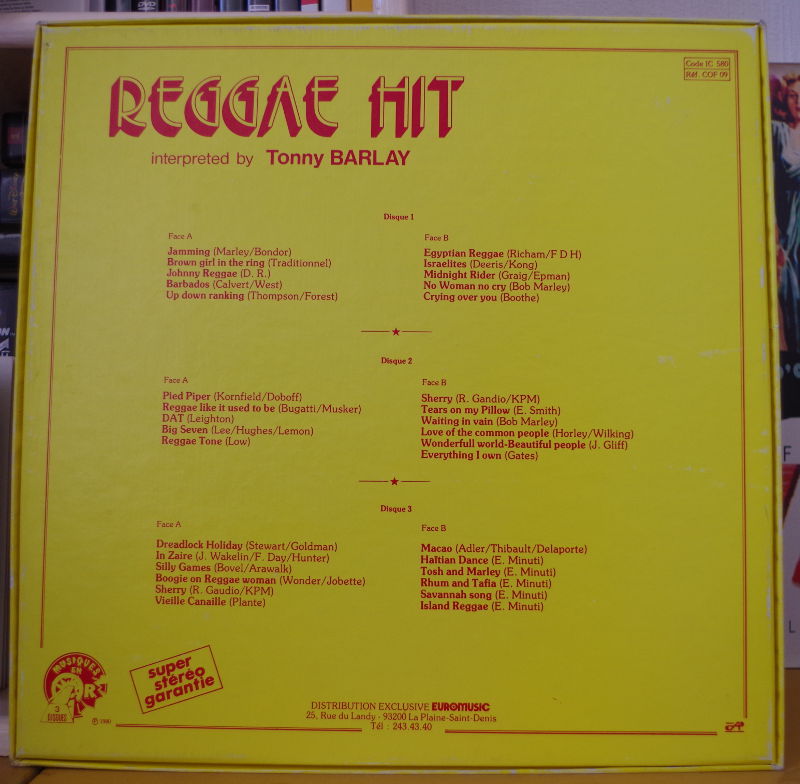 Code IC 580
Réf. COF 09
REGGAE HIT
interpreted by Tonny BARLAY
Disque 1
Face A
Jamming (Marley/Bondor)
Brown girl in the ring (Traditionnel)
Johnny Reggae (D. R.)
Barbados (Calvert/West)
Up down ranking (Thompson/Forest)
Face B
Egyptian Reggae (Richam/F D H)
Israelites (Deeris/Kong)
Midnight Rider (Graig/Epman)
No Woman no cry (Bob Marley)
Crying over you (Boothe)
Disque 2
Face A
Pied Piper (Kornfield/Doboff)
Reggae like it used to be (Bugatti/Musker)
DAT (Leighton)
Big Seven (Lee/Hughes/Lemon)
Reggae Tone (Low)
Face B
Sherry (R. Gandio/KPM)
Tears on my Pillow (E. Smith)
Waiting in vain (Bob Marley)
Love of the common people (Horley/Wilking)
Wonderfull world-Beautiful people (J. Gliff)
Everything I own (Gates)
Disque 3
Face A
Dreadlock Holiday (Stewart/Goldman)
In Zaire (J. Wakelin/F. Day/Hunter)
Silly Games (Bovel/Arawalk)
Boogie on Reggae woman (Wonder/Jobette)
Sherry (R. Gaudio/KPM)
Vieille Canaille (Plante)
Face B
Macao (Adler/Thibault/Delaporte)
Haïtian Dance (E. Minuti)
Tosh and Marley (E. Minuti)
Rhum and Tafia (E. Minuti)
Savannah song (E. Minuti)
Island Reggae (E. Minuti)
MUSIQUES
EN
OR
3
DISQUES
℗ 1980
super
stéréo
garantie
DISTRIBUTION EXCLUSIVE EUROMUSIC
25, Rue du Landy - 93200 La Plaine-Saint-Denis
Tél : 243.43.40